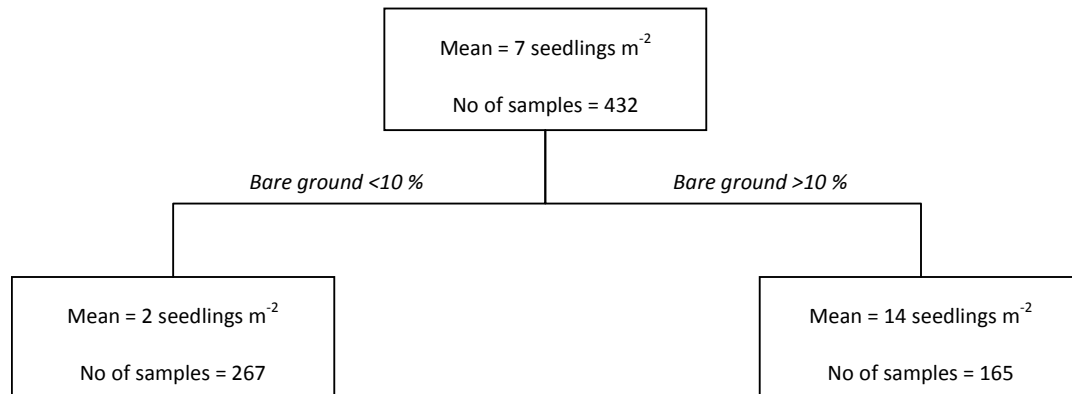 Mean = 7 seedlings m⁻²
No of samples = 432
Bare ground <10 %
Bare ground >10 %
Mean = 2 seedlings m⁻²
No of samples = 267
Mean = 14 seedlings m⁻²
No of samples = 165